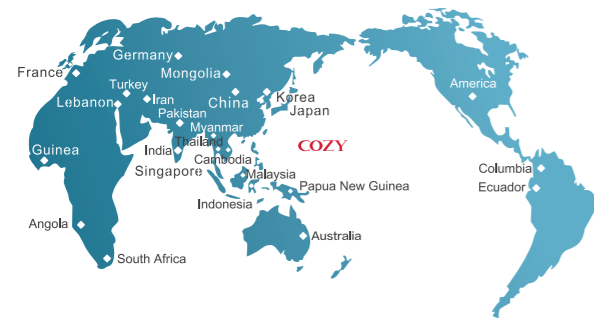 Germany
France
Mongolia
America
Turkey
Lebanon
Iran
China
Korea
Japan
Pakistan
Myanmar
Thailand
COZY
Guinea
India
Cambodia
Singapore
Malaysia
Columbia
Papua New Guinea
Ecuador
Indonesia
Angola
Australia
South Africa